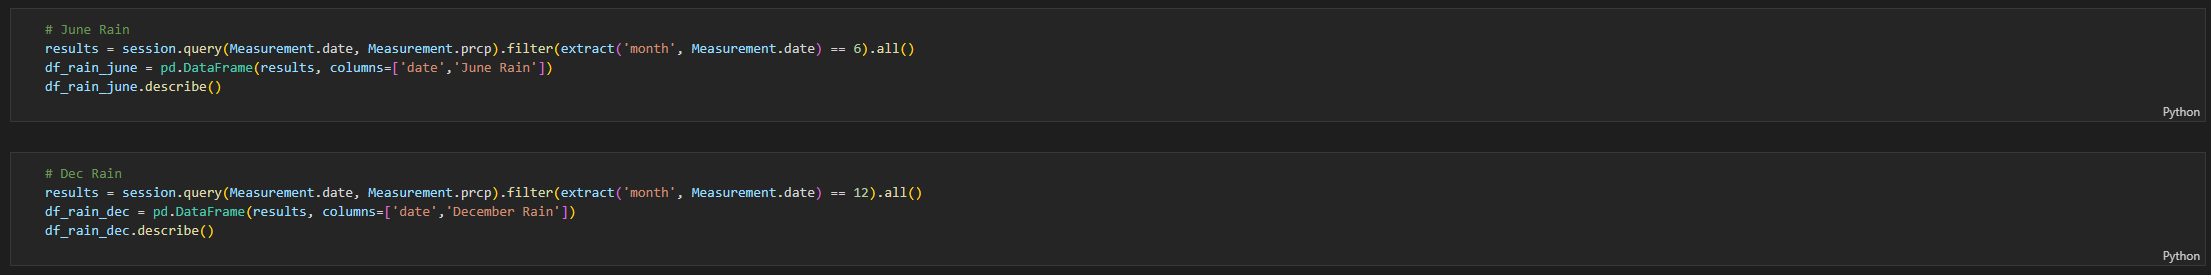 # June Rain
results = session.query(Measurement.date, Measurement.prcp).filter(extract('month', Measurement.date) == 6).all()
df_rain_june = pd.DataFrame(results, columns=['date','June Rain'])
df_rain_june.describe()
Python
# Dec Rain
results = session.query(Measurement.date, Measurement.prcp).filter(extract('month', Measurement.date) == 12).all()
df_rain_dec = pd.DataFrame(results, columns=['date','December Rain'])
df_rain_dec.describe()
Python